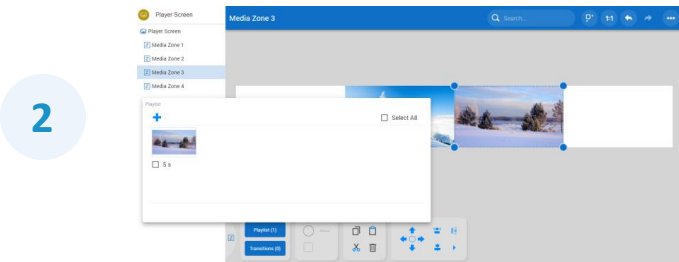 2
Player Screen
Media Zone 3
Search...
1:1
Player Screen
Media Zone 1
Media Zone 2
Media Zone 3
Media Zone 4
Playlist
Select All
5 s
Playlist (1)
Transitions (0)